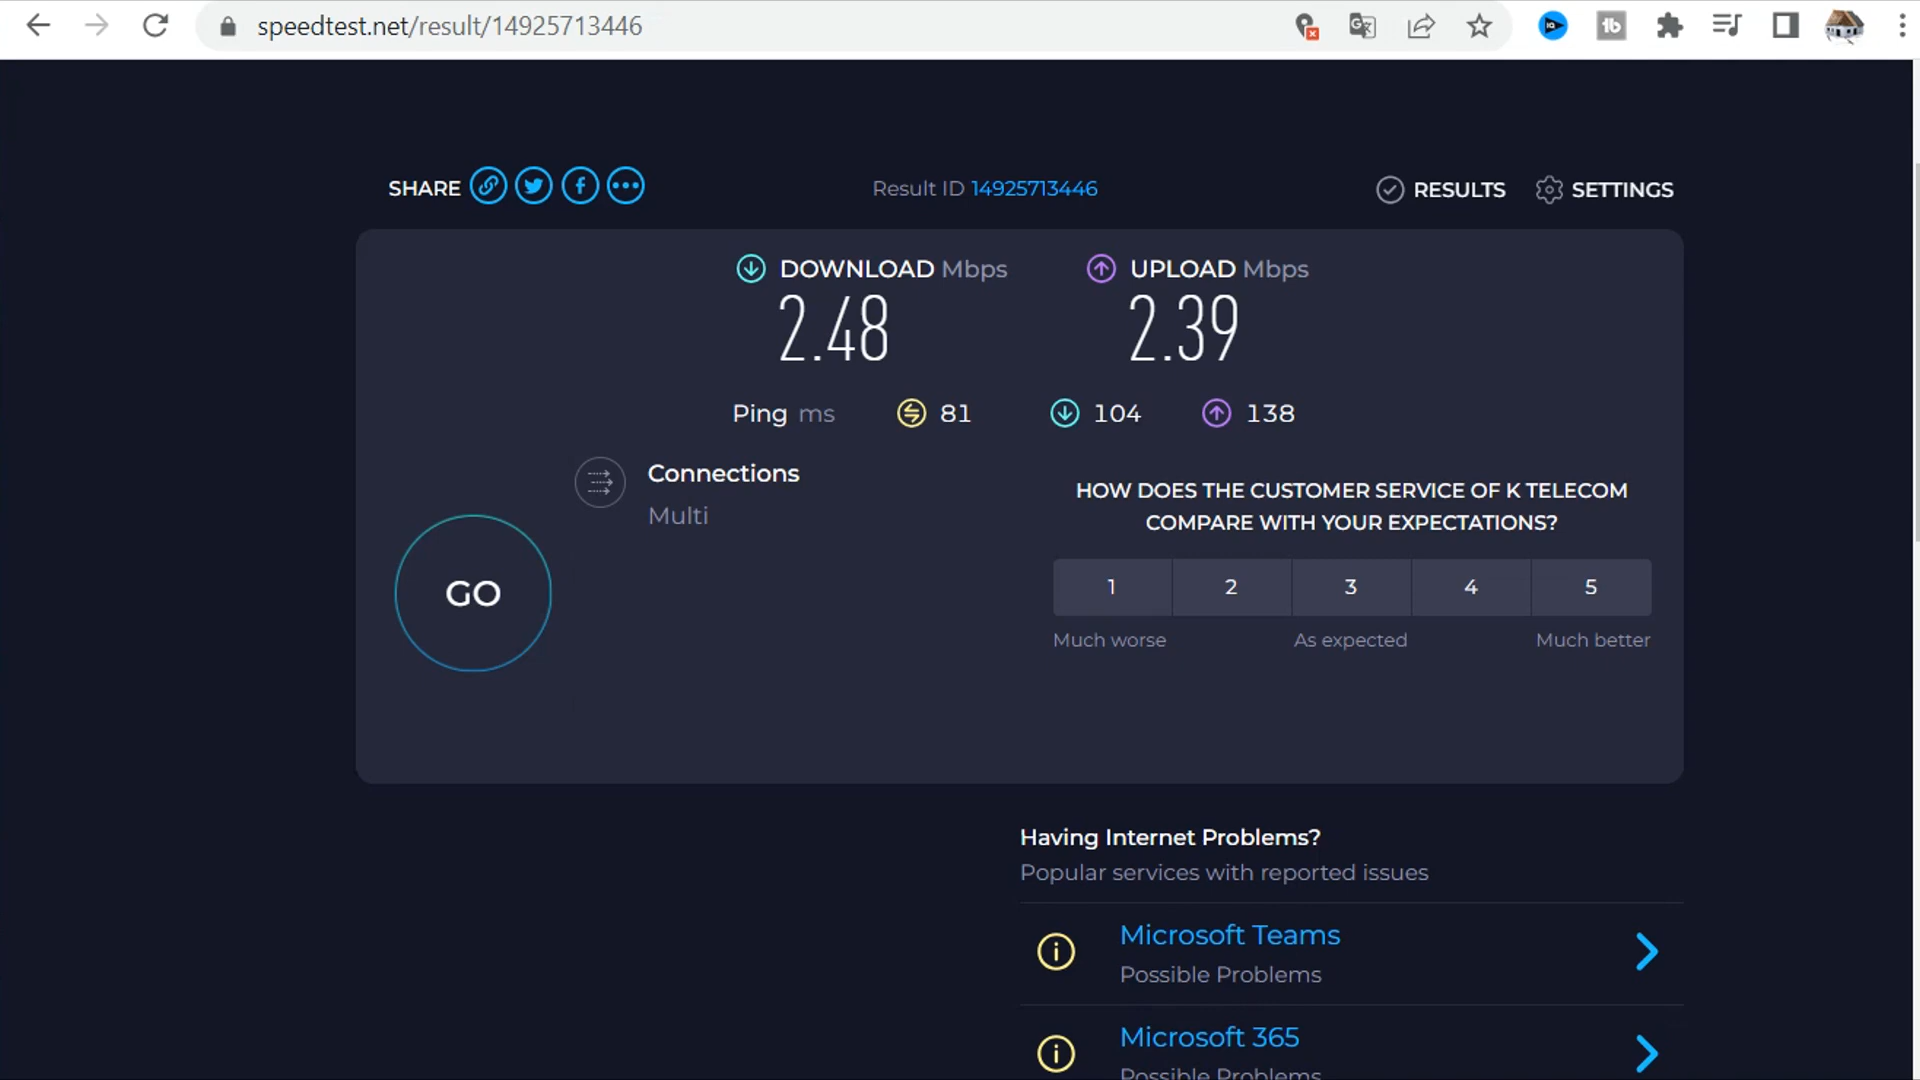 speedtest.net/result/14925713446
SHARE
Result ID 14925713446
RESULTS
SETTINGS
DOWNLOAD Mbps
2.48
UPLOAD Mbps
2.39
Ping ms 81 104 138
Connections
Multi
HOW DOES THE CUSTOMER SERVICE OF K TELECOM
COMPARE WITH YOUR EXPECTATIONS?
1 2 3 4 5
Much worse As expected Much better
GO
Having Internet Problems?
Popular services with reported issues
Microsoft Teams
Possible Problems
Microsoft 365
Possible Problems